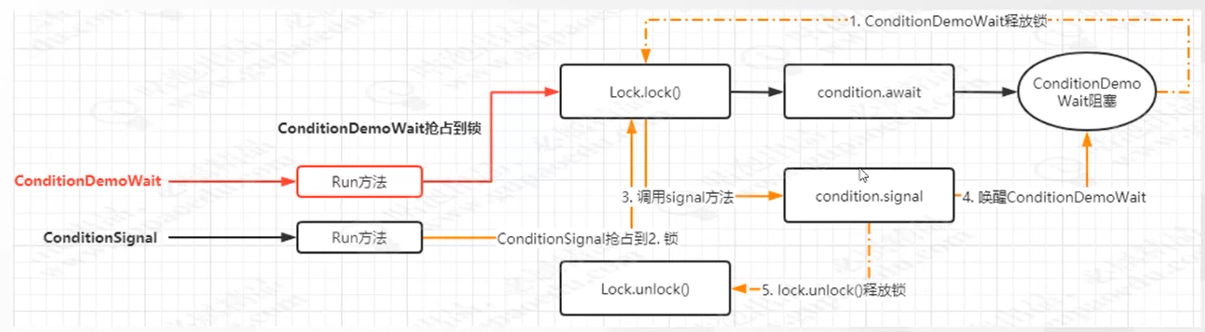 1. ConditionDemoWait释放锁
Lock.lock()
condition.await
ConditionDemo
Wait阻塞
ConditionDemoWait抢占到锁
ConditionDemoWait
Run方法
3. 调用signal方法
condition.signal
4. 唤醒ConditionDemoWait
ConditionSignal
Run方法
ConditionSignal抢占到2. 锁
Lock.unlock()
5. lock.unlock()释放锁